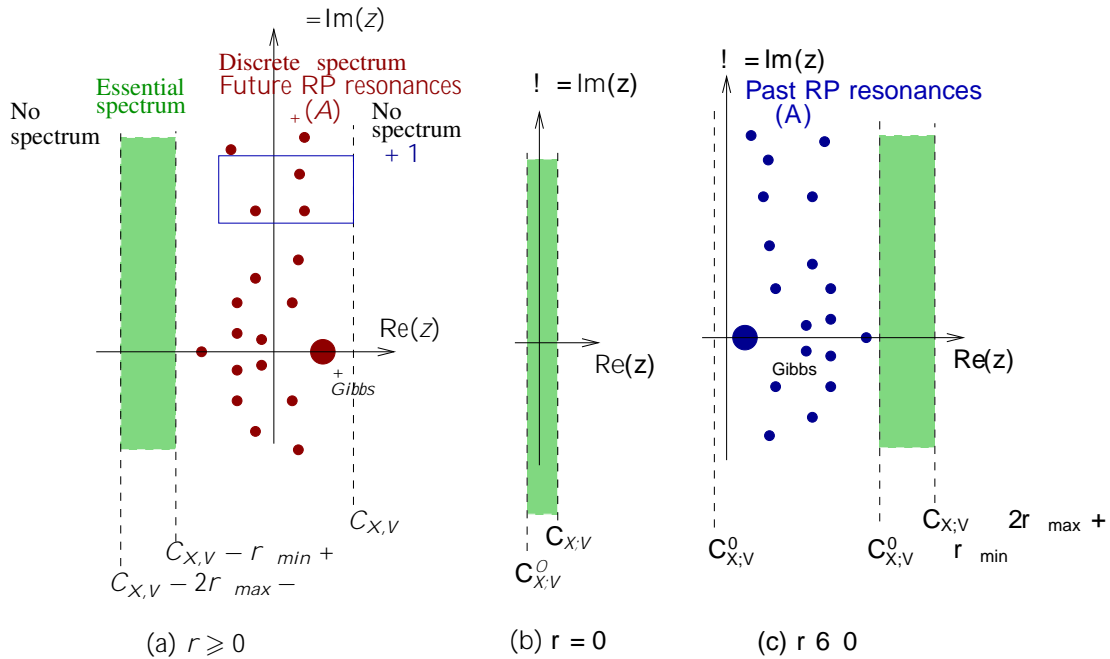 = Im(z)
Discrete spectrum
Future RP resonances
+ (A)
Essential
spectrum
No
spectrum
No
spectrum
+ 1
Re(z)
+
Gibbs
C_{X,V}
C_{X,V} − r min +
C_{X,V} − 2r max −
(a) r ⩾ 0
! = Im(z)
Re(z)
C_{X;V}
C^0_{X;V}
(b) r = 0
! = Im(z)
Past RP resonances
(A)
Gibbs
Re(z)
C_{X;V} 2r max +
C^0_{X;V}
C^0_{X;V} r min
(c) r 6 0